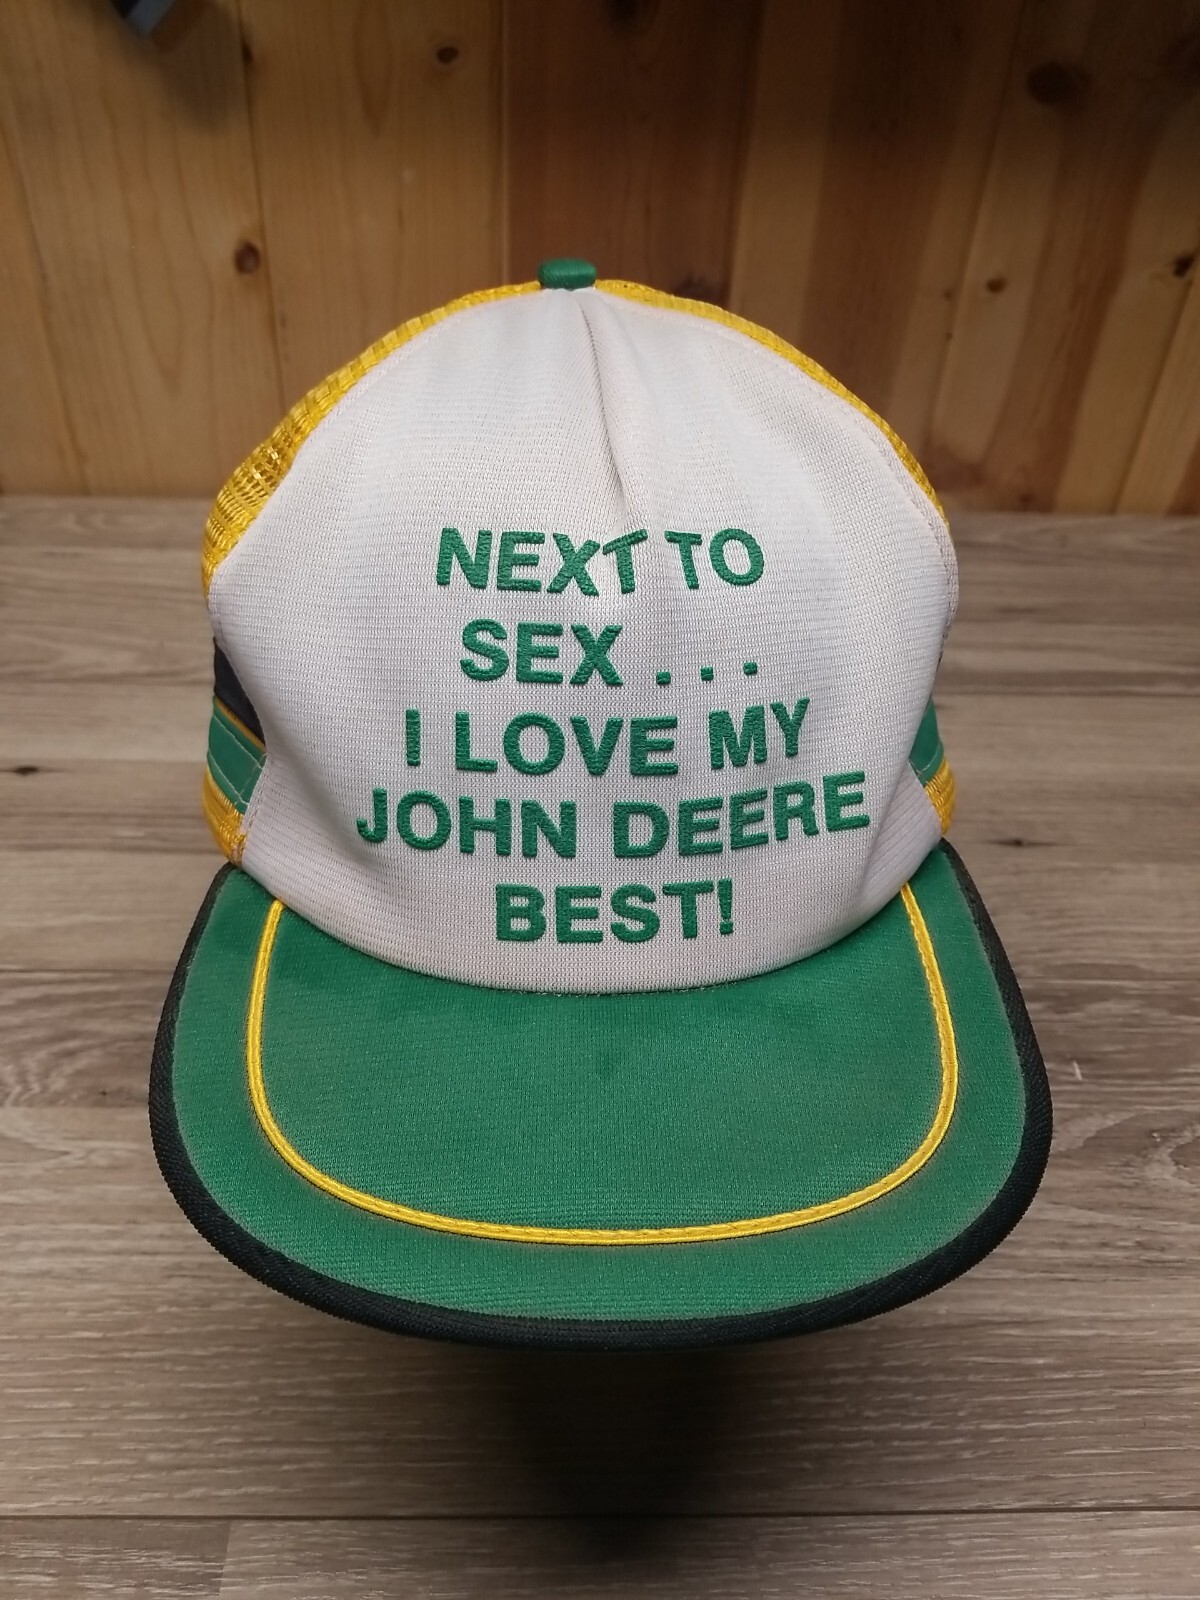 NEXT TO
SEX . . .
I LOVE MY
JOHN DEERE
BEST!